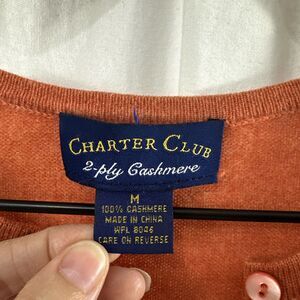 CHARTER CLUB
2-ply Cashmere
M
100% CASHMERE
MADE IN CHINA
WPL 8046
CARE ON REVERSE